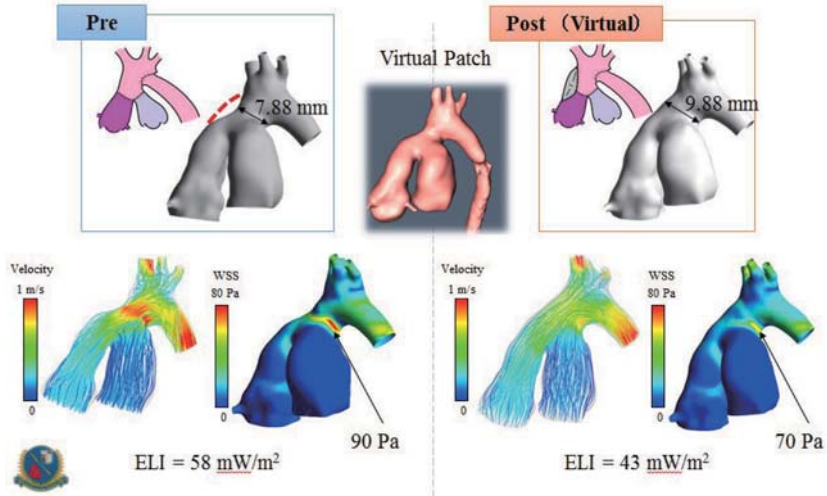 Pre
Post (Virtual)
Virtual Patch
7.88 mm
9.88 mm
Velocity
1 m/s
0
WSS
80 Pa
0
90 Pa
ELI = 58 mW/m²
Velocity
1 m/s
0
WSS
80 Pa
0
70 Pa
ELI = 43 mW/m²